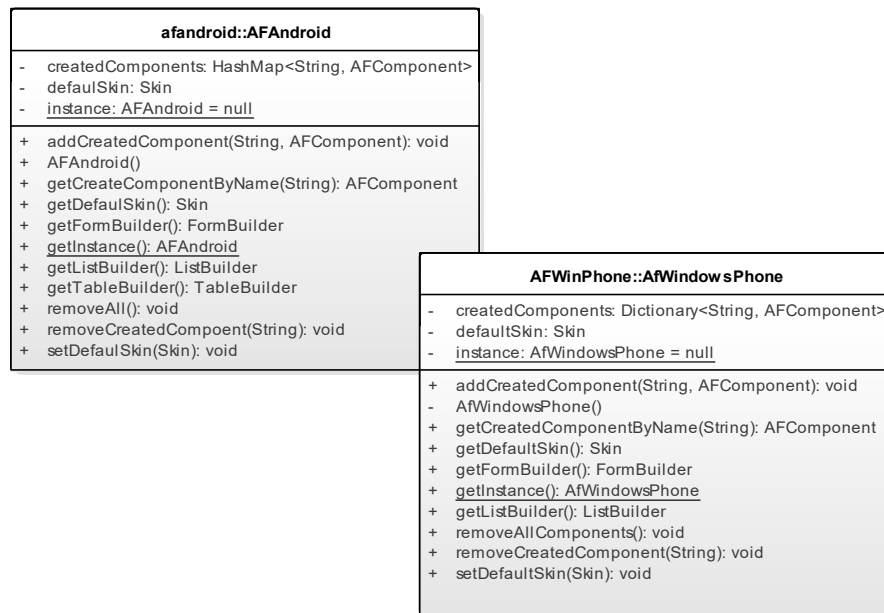 afandroid::AFAndroid
- createdComponents: HashMap<String, AFComponent>
- defaulSkin: Skin
- instance: AFAndroid = null
+ addCreatedComponent(String, AFComponent): void
+ AFAndroid()
+ getCreateComponentByName(String): AFComponent
+ getDefaulSkin(): Skin
+ getFormBuilder(): FormBuilder
+ getInstance(): AFAndroid
+ getListBuilder(): ListBuilder
+ getTableBuilder(): TableBuilder
+ removeAll(): void
+ removeCreatedCompoent(String): void
+ setDefaulSkin(Skin): void
AFWinPhone::AfWindowsPhone
- createdComponents: Dictionary<String, AFComponent>
- defaultSkin: Skin
- instance: AfWindowsPhone = null
+ addCreatedComponent(String, AFComponent): void
- AfWindowsPhone()
+ getCreatedComponentByName(String): AFComponent
+ getDefaultSkin(): Skin
+ getFormBuilder(): FormBuilder
+ getInstance(): AfWindowsPhone
+ getListBuilder(): ListBuilder
+ removeAllComponents(): void
+ removeCreatedComponent(String): void
+ setDefaultSkin(Skin): void